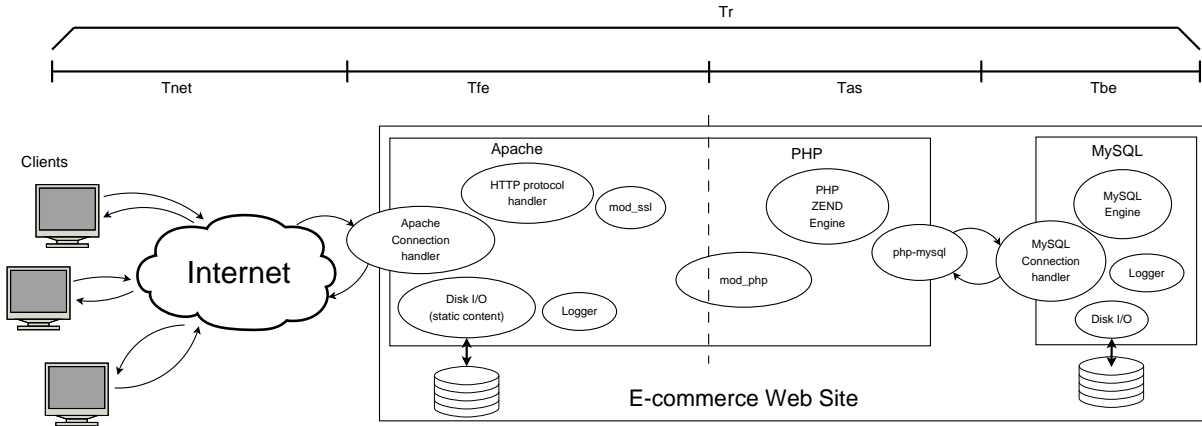 Tr
Tnet
Tfe
Tas
Tbe
Clients
Internet
Apache
PHP
MySQL
HTTP protocol
handler
mod_ssl
Apache
Connection
handler
Disk I/O
(static content)
Logger
mod_php
PHP
ZEND
Engine
php-mysql
MySQL
Engine
MySQL
Connection
handler
Logger
Disk I/O
E-commerce Web Site